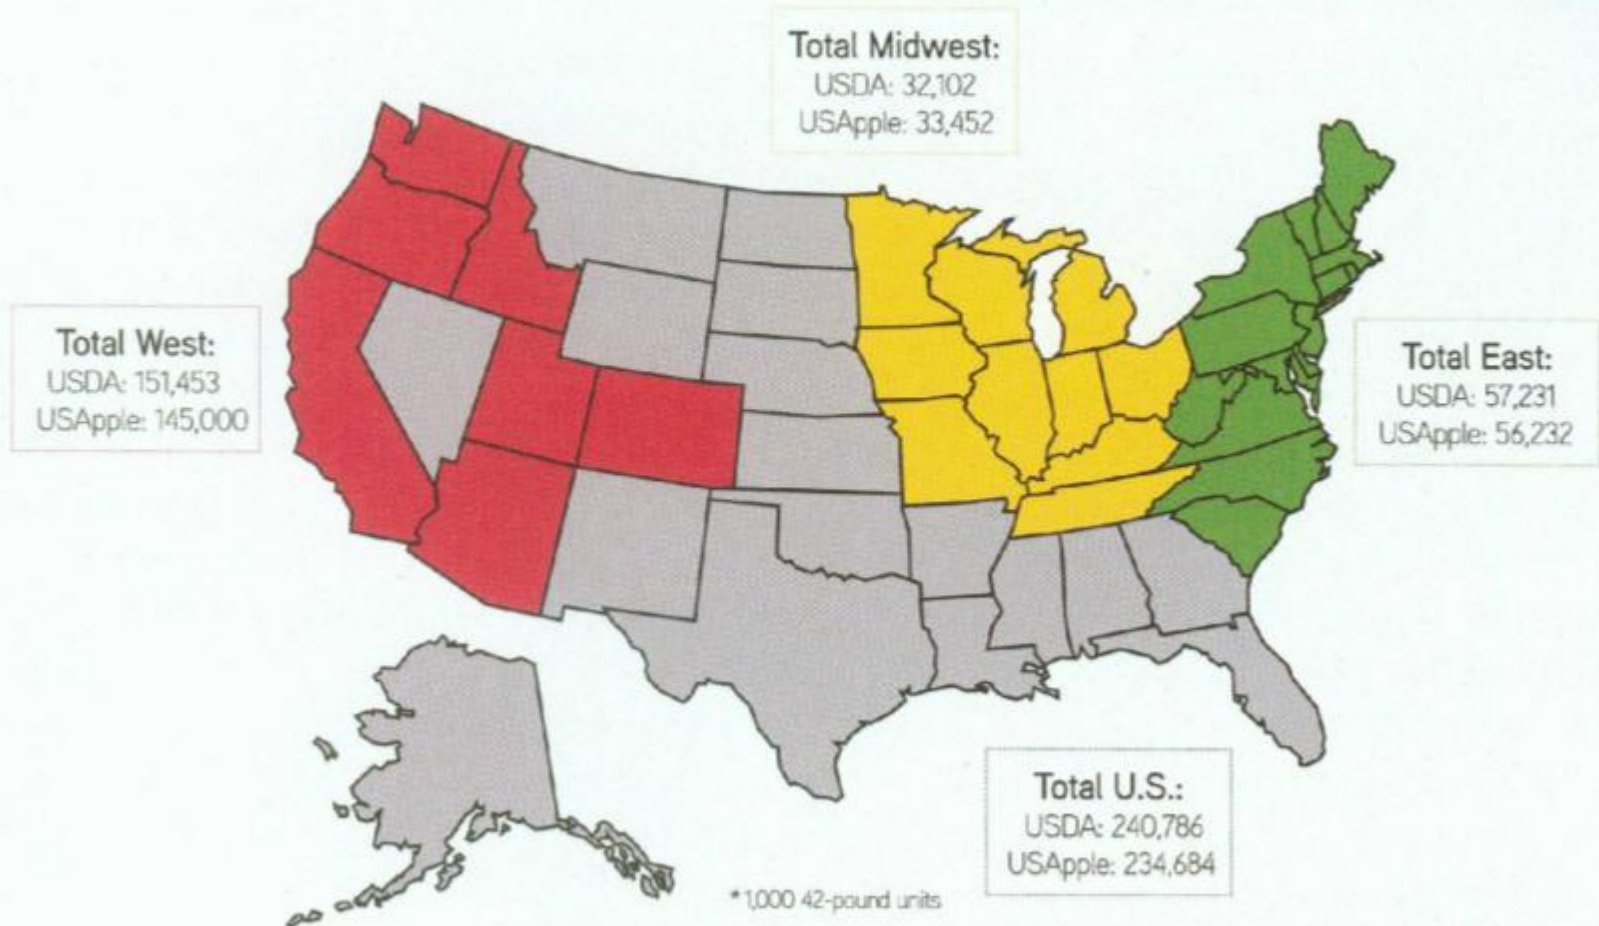 Total Midwest:
USDA: 32,102
USApple: 33,452
Total West:
USDA: 151,453
USApple: 145,000
Total East:
USDA: 57,231
USApple: 56,232
Total U.S.:
USDA: 240,786
USApple: 234,684
*1,000 42-pound units